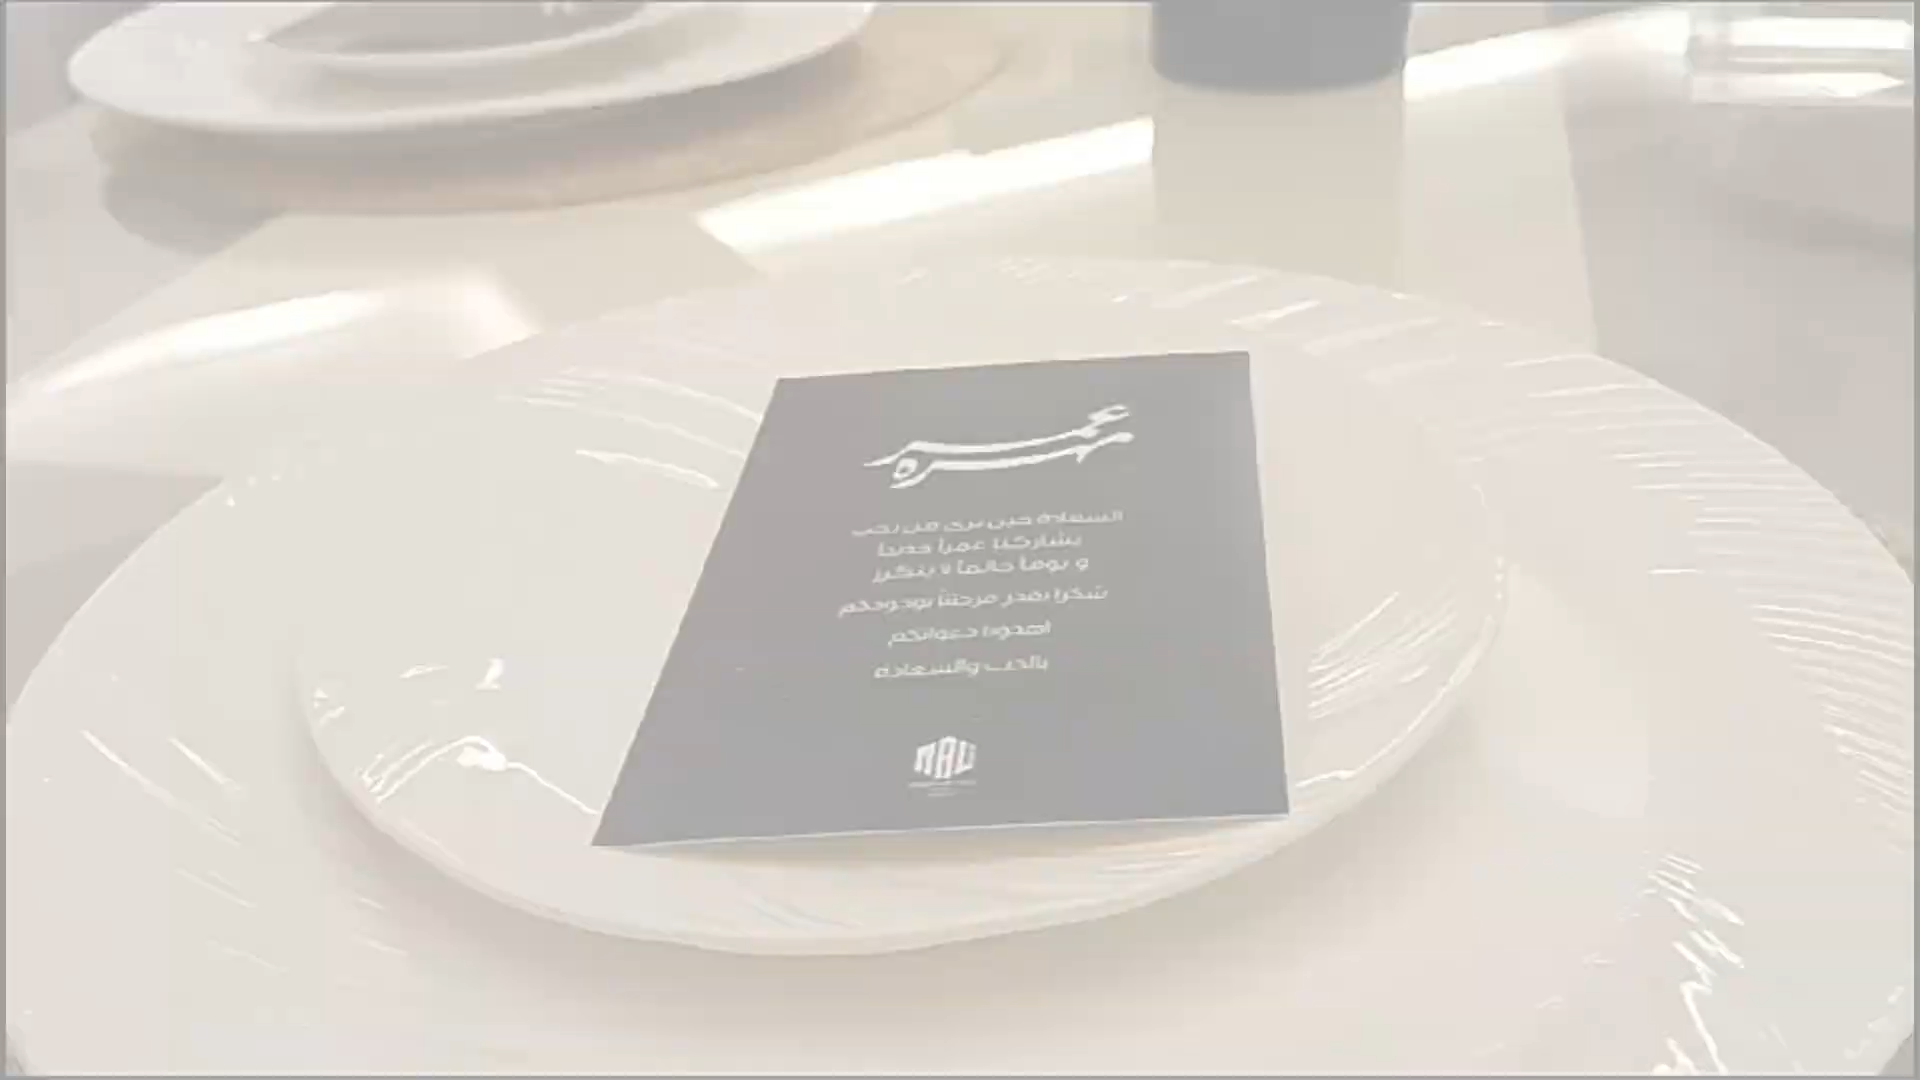 عمر
مهره
السعادة حين نرى من نحب
يشاركنا عمراً جديداً
و يوماً حالماً لا يتكرر
شكرا بقدر فرحتنا بوجودكم
اهدونا دعواتكم
بالحب والسعادة